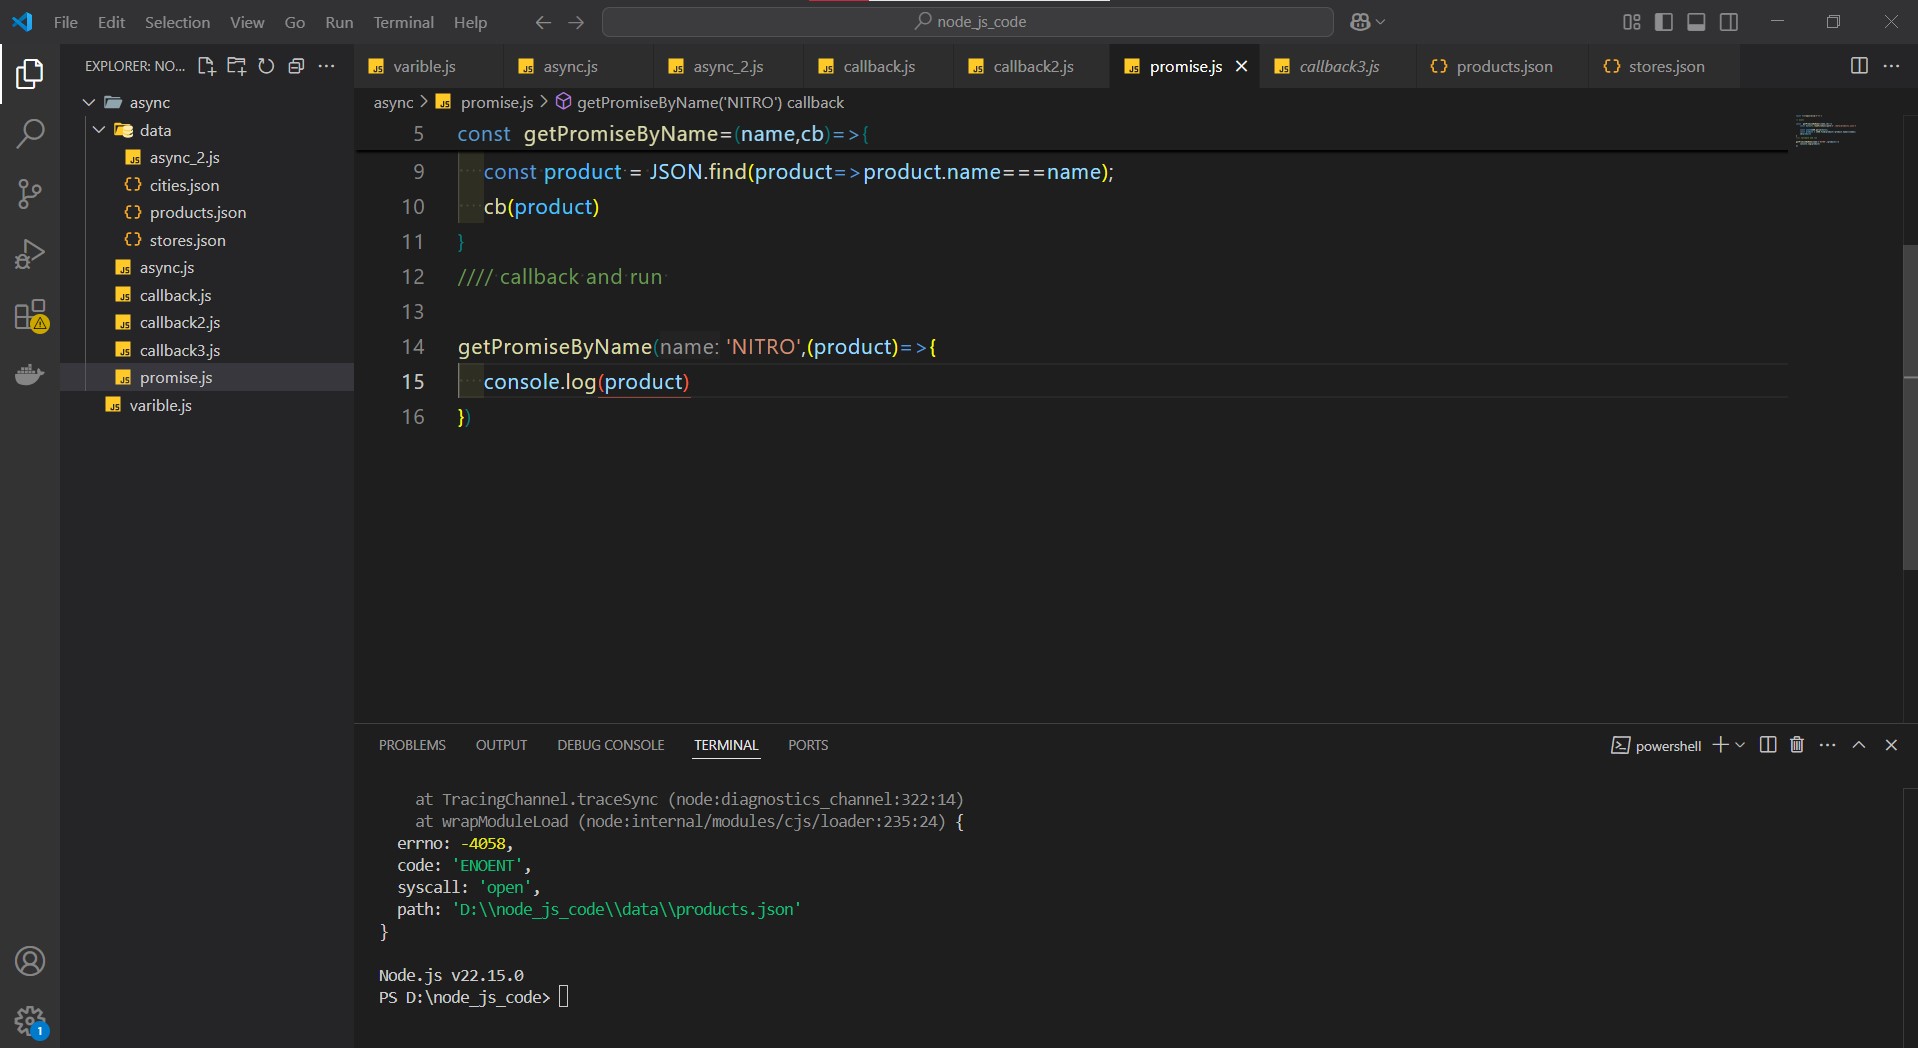 File Edit Selection View Go Run Terminal Help
node_js_code
EXPLORER: NO...
varible.js
async.js
async_2.js
callback.js
callback2.js
promise.js
callback3.js
products.json
stores.json
async
data
async_2.js
cities.json
products.json
stores.json
async.js
callback.js
callback2.js
callback3.js
promise.js
varible.js
async > promise.js > getPromiseByName('NITRO') callback
5 const getPromiseByName=(name,cb)=>{
9 const product = JSON.find(product=>product.name===name);
10 cb(product)
11 }
12 //// callback and run
13
14 getPromiseByName(name: 'NITRO',(product)=>{
15 console.log(product)
16 })
PROBLEMS OUTPUT DEBUG CONSOLE TERMINAL PORTS
powershell
at TracingChannel.traceSync (node:diagnostics_channel:322:14)
at wrapModuleLoad (node:internal/modules/cjs/loader:235:24) {
errno: -4058,
code: 'ENOENT',
syscall: 'open',
path: 'D:\\node_js_code\\data\\products.json'
}
Node.js v22.15.0
PS D:\node_js_code>
1